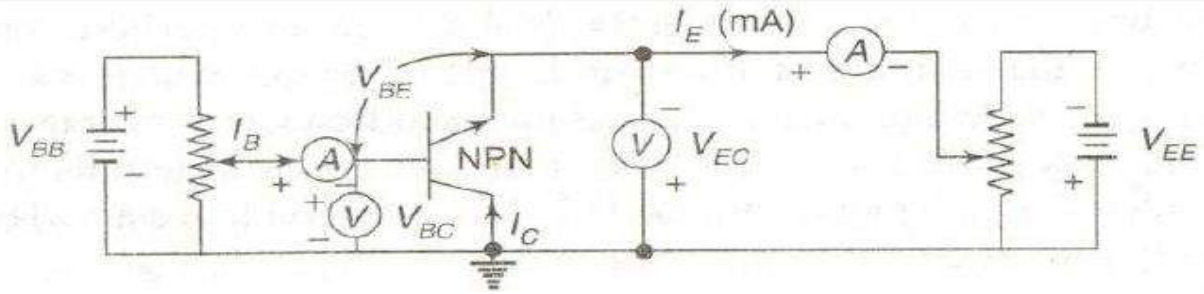 I_E (mA)
A
+ −
V_BE
+
V_BB
−
I_B
A
+ −
NPN
−
V
V_EC
+
−
V_EE
+
+
V
−
V_BC
I_C